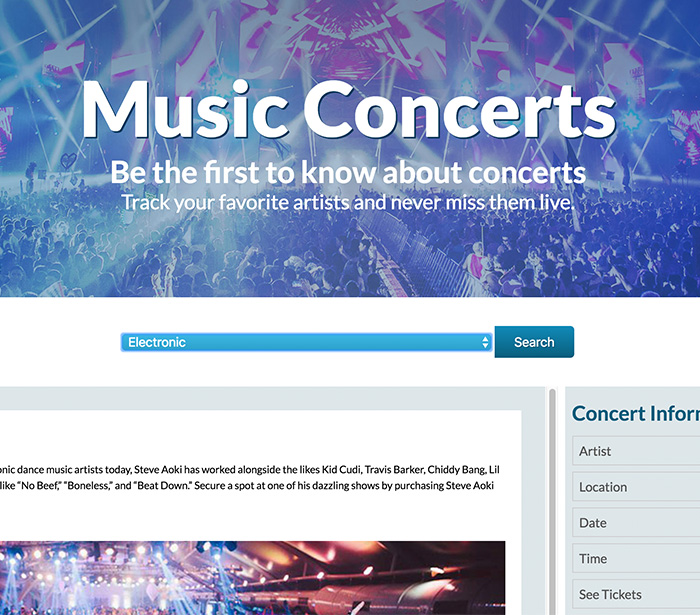 Music Concerts
Be the first to know about concerts
Track your favorite artists and never miss them live.
Electronic
Search
dance music artists today, Steve Aoki has worked alongside the likes Kid Cudi, Travis Barker, Chiddy Bang, Lil
like “No Beef,” “Boneless,” and “Beat Down.” Secure a spot at one of his dazzling shows by purchasing Steve Aoki
Concert
Artist
Location
Date
Time
See Tickets